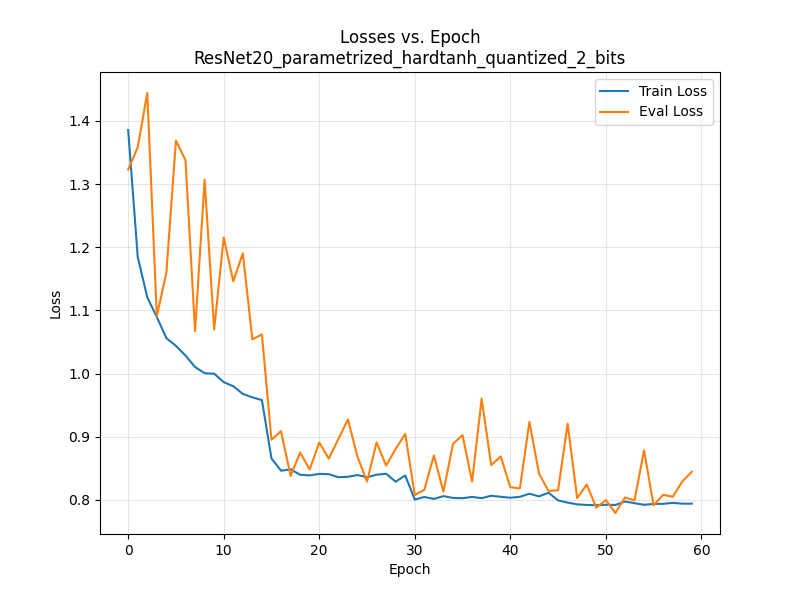 Losses vs. Epoch
ResNet20_parametrized_hardtanh_quantized_2_bits
Train Loss
Eval Loss
1.4
1.3
1.2
1.1
1.0
0.9
0.8
Loss
0
10
20
30
40
50
60
Epoch